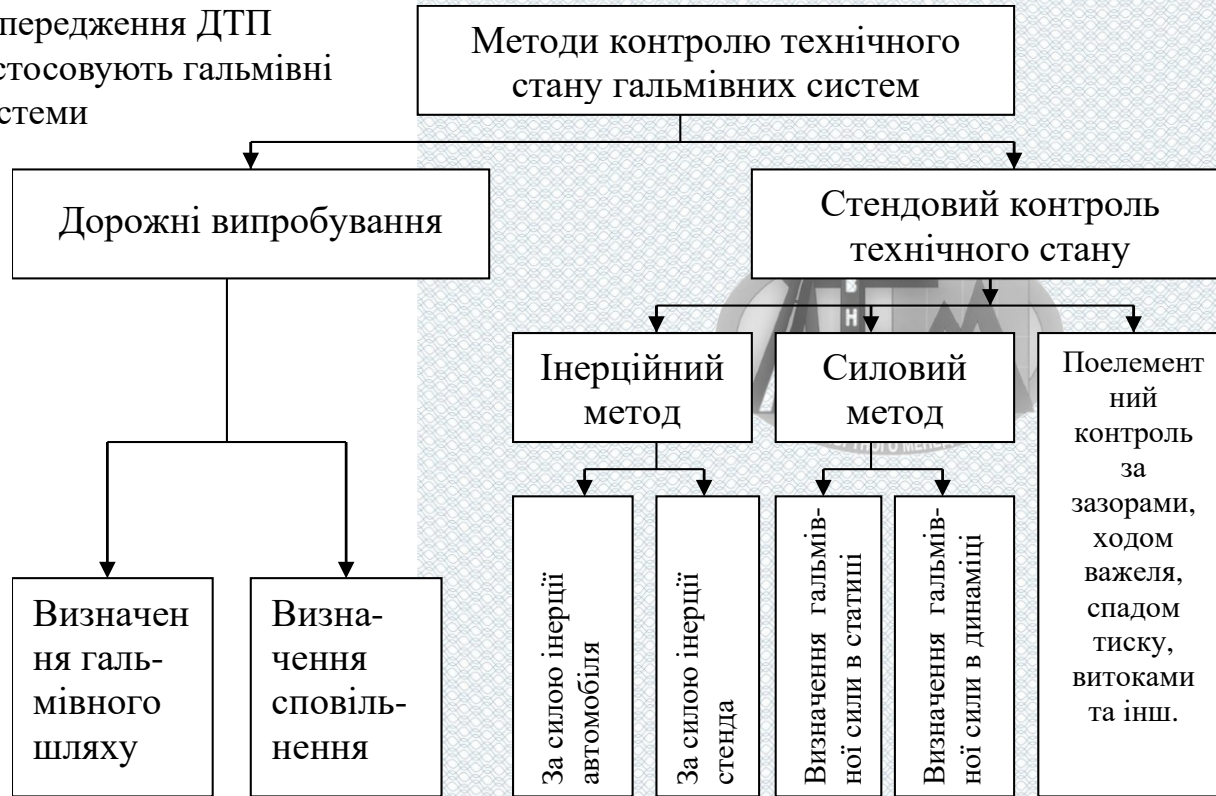 передження ДТП
стосовують гальмівні
стеми
Методи контролю технічного
стану гальмівних систем
Дорожні випробування
Стендовий контроль
технічного стану
Інерційний
метод
Силовий
метод
Поелемент
ний
контроль
за
зазорами,
ходом
важеля,
спадом
тиску,
витоками
та інш.
Визначен
ня галь-
мівного
шляху
Визна-
чення
сповіль-
нення
За силою інерції
автомобіля
За силою інерції
стенда
Визначення гальмів-
ної сили в статиці
Визначення гальмів-
ної сили в динаміці